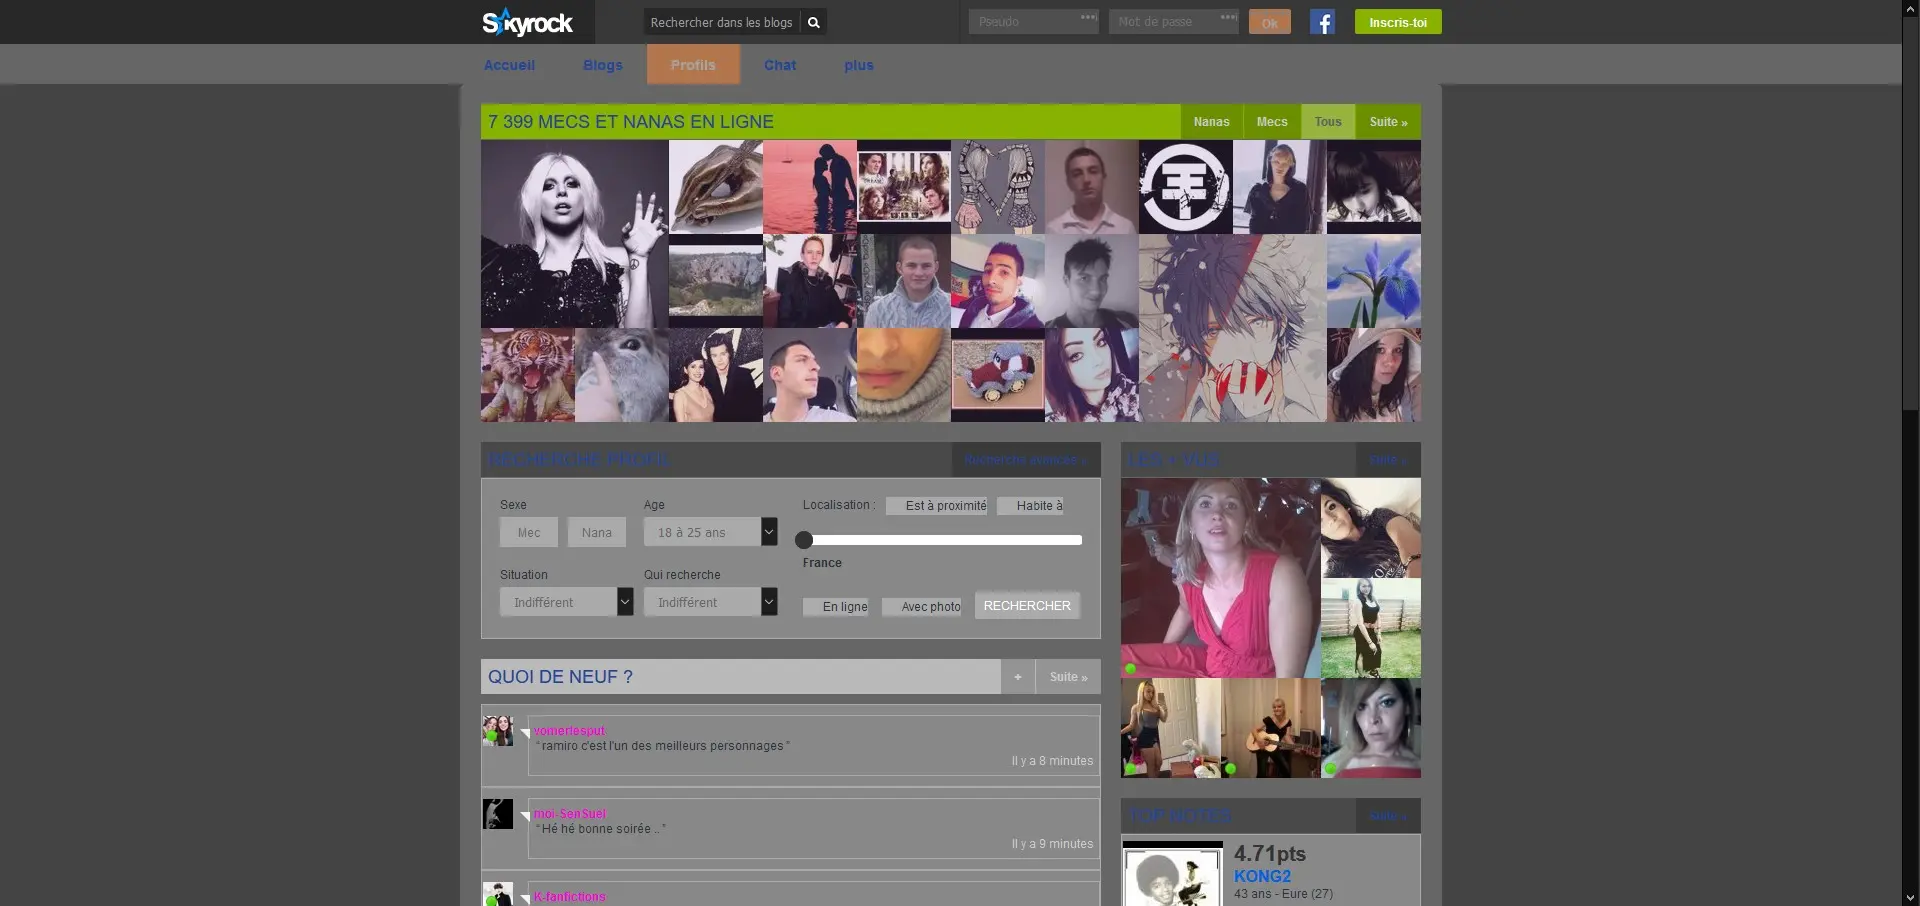 Skyrock
Rechercher dans les blogs
Pseudo
Mot de passe
Ok
Inscris-toi
Accueil
Blogs
Profils
Chat
plus
7 399 MECS ET NANAS EN LIGNE
Nanas
Mecs
Tous
Suite »
RECHERCHE PROFIL
Recherche avancée »
Sexe
Mec
Nana
Age
18 à 25 ans
Localisation :
Est à proximité
Habite à
France
Situation
Indifférent
Qui recherche
Indifférent
En ligne
Avec photo
RECHERCHER
LES + VUS
Suite »
QUOI DE NEUF ?
+
Suite »
vomerlesput
“ ramiro c'est l'un des meilleurs personnages ”
Il y a 8 minutes
moi-SenSuel
“ Hé hé bonne soirée .. ”
Il y a 9 minutes
K-fanfictions
TOP NOTES
Suite »
4.71pts
KONG2
43 ans - Eure (27)